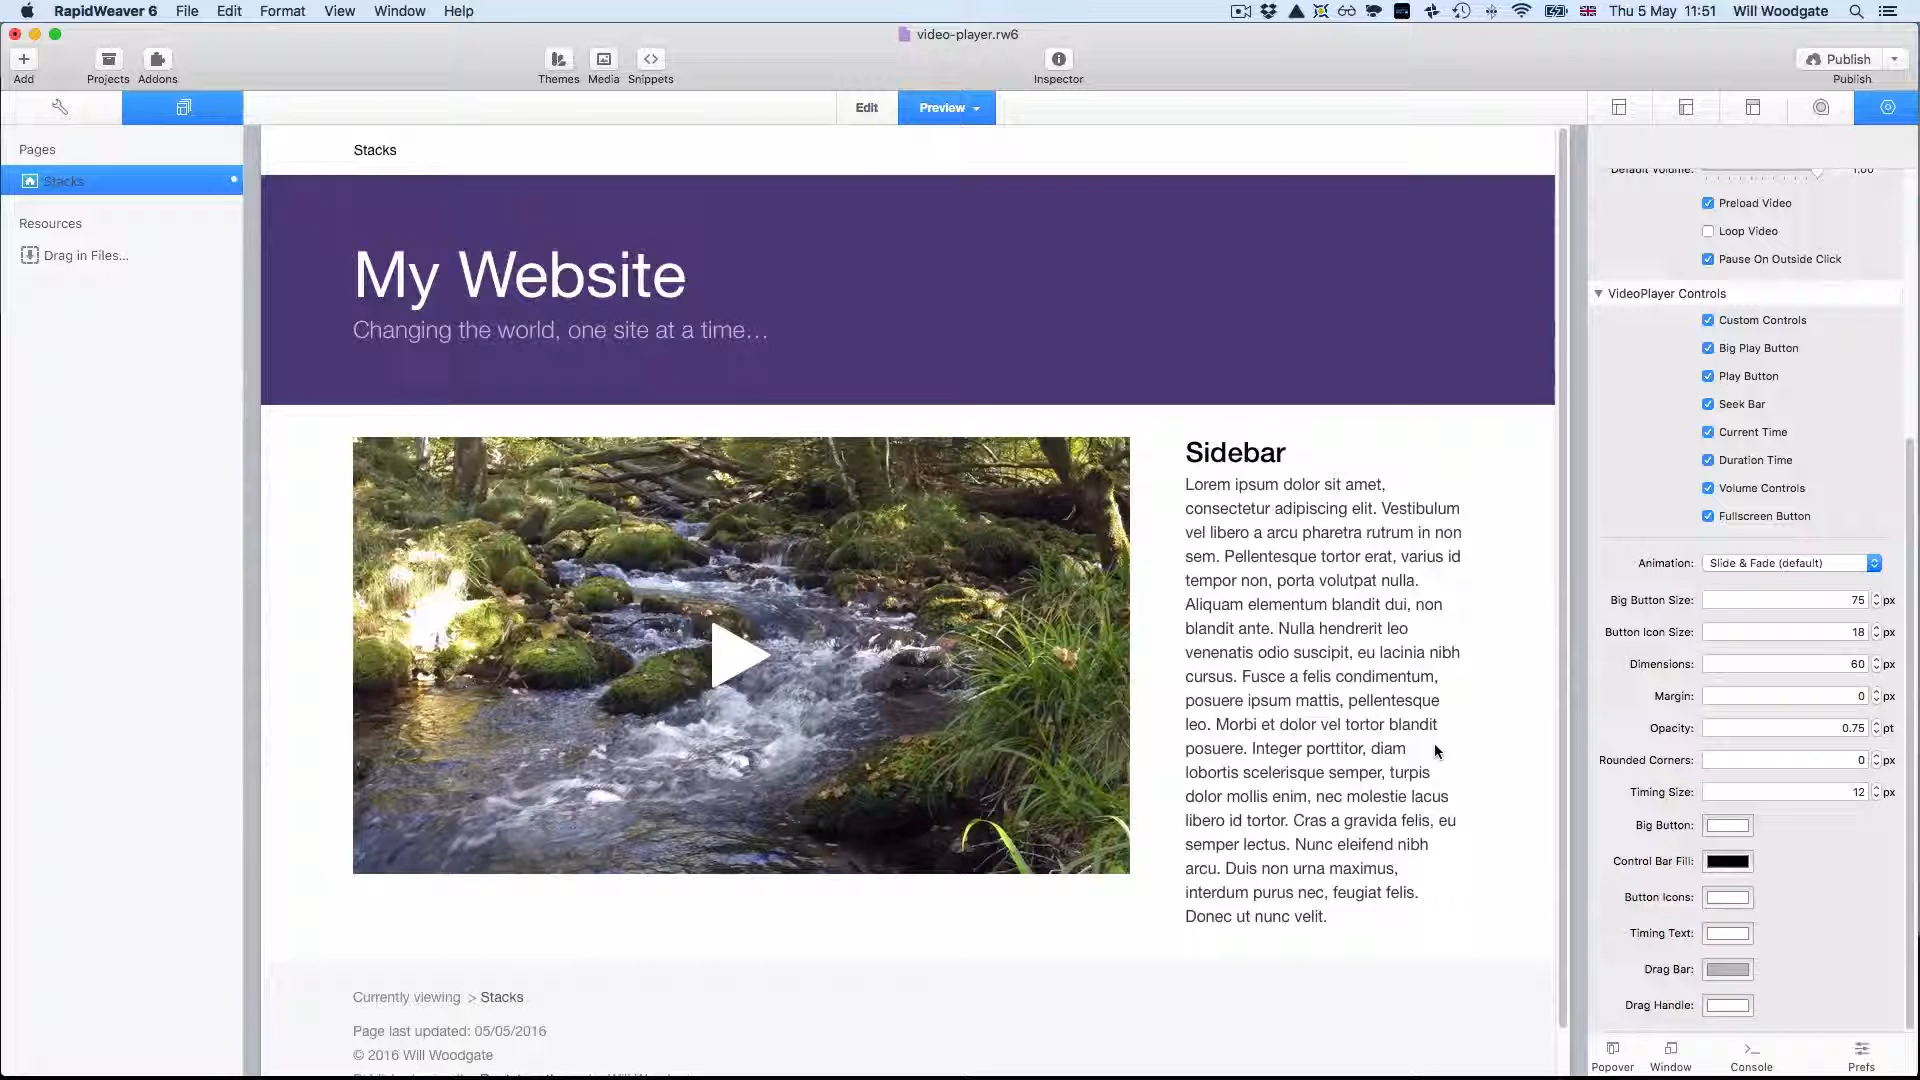 RapidWeaver 6 File Edit Format View Window Help Thu 5 May 11:51 Will Woodgate
video-player.rw6
Add Projects Addons Themes Media Snippets Inspector Publish
Publish
Edit Preview
Pages
Stacks
Resources
Drag in Files...
Stacks
My Website
Changing the world, one site at a time...
Sidebar
Lorem ipsum dolor sit amet,
consectetur adipiscing elit. Vestibulum
vel libero a arcu pharetra rutrum in non
sem. Pellentesque tortor erat, varius id
tempor non, porta volutpat nulla.
Aliquam elementum blandit dui, non
blandit ante. Nulla hendrerit leo
venenatis odio suscipit, eu lacinia nibh
cursus. Fusce a felis condimentum,
posuere ipsum mattis, pellentesque
leo. Morbi et dolor vel tortor blandit
posuere. Integer porttitor, diam
lobortis scelerisque semper, turpis
dolor mollis enim, nec molestie lacus
libero id tortor. Cras a gravida felis, eu
semper lectus. Nunc eleifend nibh
arcu. Duis non urna maximus,
interdum purus nec, feugiat felis.
Donec ut nunc velit.
Currently viewing > Stacks
Page last updated: 05/05/2016
© 2016 Will Woodgate
Default Volume: 1.00
Preload Video
Loop Video
Pause On Outside Click
VideoPlayer Controls
Custom Controls
Big Play Button
Play Button
Seek Bar
Current Time
Duration Time
Volume Controls
Fullscreen Button
Animation: Slide & Fade (default)
Big Button Size: 75 px
Button Icon Size: 18 px
Dimensions: 60 px
Margin: 0 px
Opacity: 0.75 pt
Rounded Corners: 0 px
Timing Size: 12 px
Big Button:
Control Bar Fill:
Button Icons:
Timing Text:
Drag Bar:
Drag Handle:
Popover Window Console Prefs